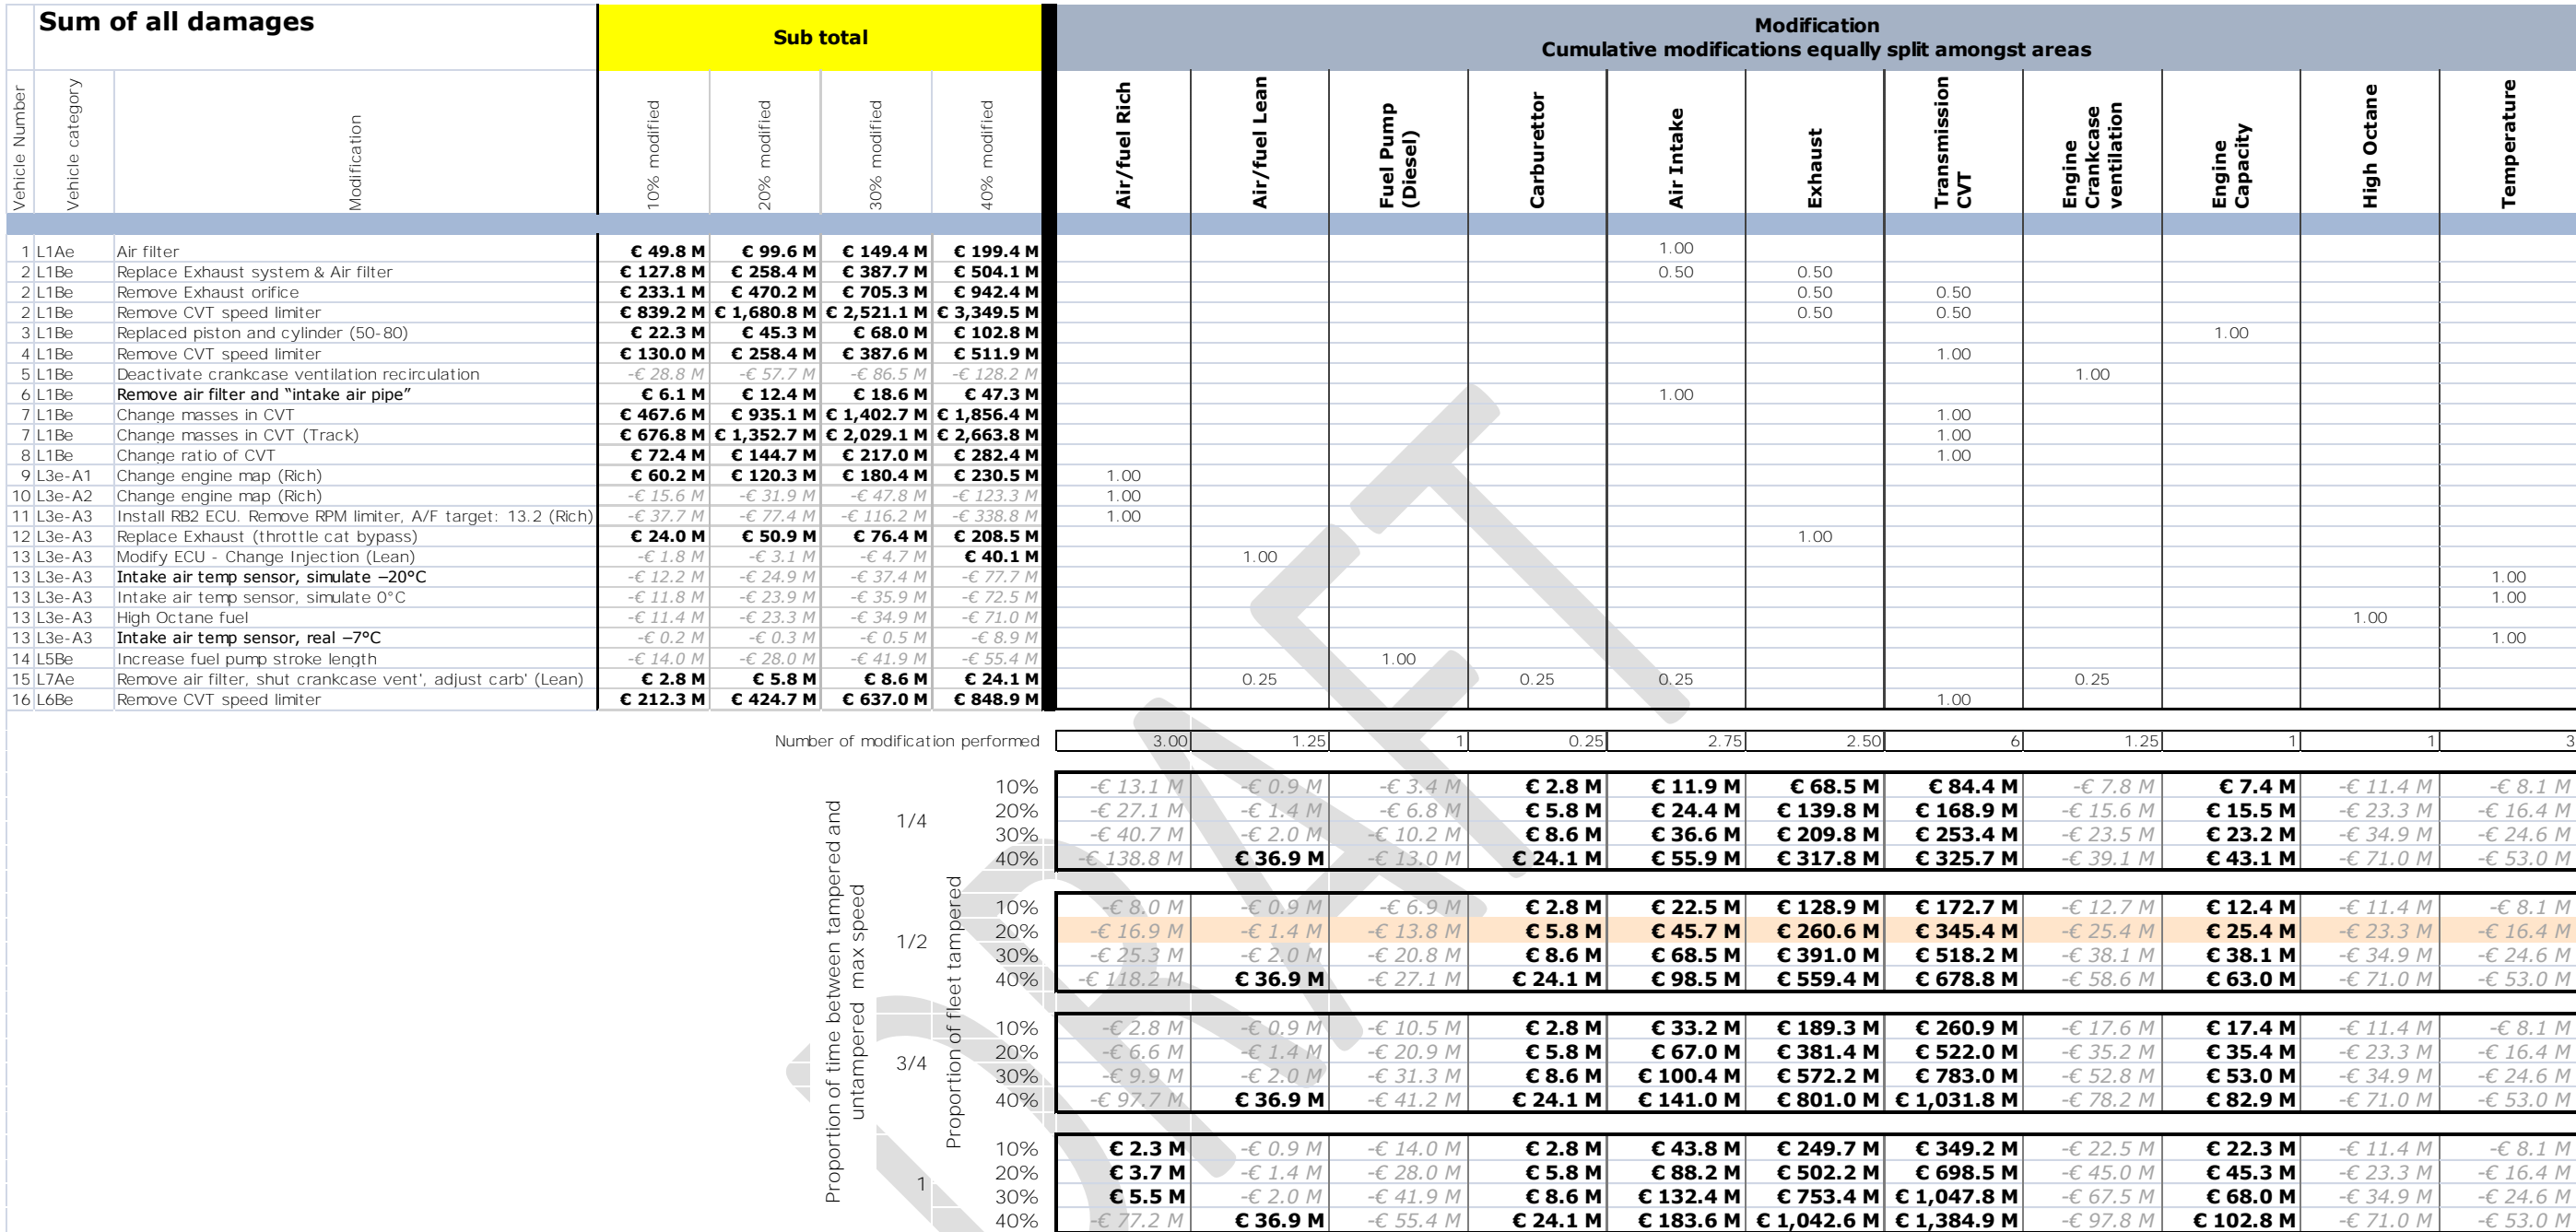 Sum of all damages
Sub total
Modification
Cumulative modifications equally split amongst areas
Vehicle Number
Vehicle category
Modification
10% modified
20% modified
30% modified
40% modified
Air/fuel Rich
Air/fuel Lean
Fuel Pump (Diesel)
Carburettor
Air Intake
Exhaust
Transmission CVT
Engine Crankcase ventilation
Engine Capacity
High Octane
Temperature
1 L1Ae Air filter € 49.8 M € 99.6 M € 149.4 M € 199.4 M 1.00
2 L1Be Replace Exhaust system & Air filter € 127.8 M € 258.4 M € 387.7 M € 504.1 M 0.50 0.50
2 L1Be Remove Exhaust orifice € 233.1 M € 470.2 M € 705.3 M € 942.4 M 0.50 0.50
2 L1Be Remove CVT speed limiter € 839.2 M € 1,680.8 M € 2,521.1 M € 3,349.5 M 0.50 0.50
3 L1Be Replaced piston and cylinder (50-80) € 22.3 M € 45.3 M € 68.0 M € 102.8 M 1.00
4 L1Be Remove CVT speed limiter € 130.0 M € 258.4 M € 387.6 M € 511.9 M 1.00
5 L1Be Deactivate crankcase ventilation recirculation -€ 28.8 M -€ 57.7 M -€ 86.5 M -€ 128.2 M 1.00
6 L1Be Remove air filter and “intake air pipe” € 6.1 M € 12.4 M € 18.6 M € 47.3 M 1.00
7 L1Be Change masses in CVT € 467.6 M € 935.1 M € 1,402.7 M € 1,856.4 M 1.00
7 L1Be Change masses in CVT (Track) € 676.8 M € 1,352.7 M € 2,029.1 M € 2,663.8 M 1.00
8 L1Be Change ratio of CVT € 72.4 M € 144.7 M € 217.0 M € 282.4 M 1.00
9 L3e-A1 Change engine map (Rich) € 60.2 M € 120.3 M € 180.4 M € 230.5 M 1.00
10 L3e-A2 Change engine map (Rich) -€ 15.6 M -€ 31.9 M -€ 47.8 M -€ 123.3 M 1.00
11 L3e-A3 Install RB2 ECU. Remove RPM limiter, A/F target: 13.2 (Rich) -€ 37.7 M -€ 77.4 M -€ 116.2 M -€ 338.8 M 1.00
12 L3e-A3 Replace Exhaust (throttle cat bypass) € 24.0 M € 50.9 M € 76.4 M € 208.5 M 1.00
13 L3e-A3 Modify ECU - Change Injection (Lean) -€ 1.8 M -€ 3.1 M -€ 4.7 M € 40.1 M 1.00
13 L3e-A3 Intake air temp sensor, simulate −20°C -€ 12.2 M -€ 24.9 M -€ 37.4 M -€ 77.7 M 1.00
13 L3e-A3 Intake air temp sensor, simulate 0°C -€ 11.8 M -€ 23.9 M -€ 35.9 M -€ 72.5 M 1.00
13 L3e-A3 High Octane fuel -€ 11.4 M -€ 23.3 M -€ 34.9 M -€ 71.0 M 1.00
13 L3e-A3 Intake air temp sensor, real −7°C -€ 0.2 M -€ 0.3 M -€ 0.5 M -€ 8.9 M 1.00
14 L5Be Increase fuel pump stroke length -€ 14.0 M -€ 28.0 M -€ 41.9 M -€ 55.4 M 1.00
15 L7Ae Remove air filter, shut crankcase vent', adjust carb' (Lean) € 2.8 M € 5.8 M € 8.6 M € 24.1 M 0.25 0.25 0.25 0.25
16 L6Be Remove CVT speed limiter € 212.3 M € 424.7 M € 637.0 M € 848.9 M 1.00
Number of modification performed 3.00 1.25 1 0.25 2.75 2.50 6 1.25 1 1 3
Proportion of time between tampered and
untampered max speed
Proportion of fleet tampered
1/4
10% -€ 13.1 M -€ 0.9 M -€ 3.4 M € 2.8 M € 11.9 M € 68.5 M € 84.4 M -€ 7.8 M € 7.4 M -€ 11.4 M -€ 8.1 M
20% -€ 27.1 M -€ 1.4 M -€ 6.8 M € 5.8 M € 24.4 M € 139.8 M € 168.9 M -€ 15.6 M € 15.5 M -€ 23.3 M -€ 16.4 M
30% -€ 40.7 M -€ 2.0 M -€ 10.2 M € 8.6 M € 36.6 M € 209.8 M € 253.4 M -€ 23.5 M € 23.2 M -€ 34.9 M -€ 24.6 M
40% -€ 138.8 M € 36.9 M -€ 13.0 M € 24.1 M € 55.9 M € 317.8 M € 325.7 M -€ 39.1 M € 43.1 M -€ 71.0 M -€ 53.0 M
1/2
10% -€ 8.0 M -€ 0.9 M -€ 6.9 M € 2.8 M € 22.5 M € 128.9 M € 172.7 M -€ 12.7 M € 12.4 M -€ 11.4 M -€ 8.1 M
20% -€ 16.9 M -€ 1.4 M -€ 13.8 M € 5.8 M € 45.7 M € 260.6 M € 345.4 M -€ 25.4 M € 25.4 M -€ 23.3 M -€ 16.4 M
30% -€ 25.3 M -€ 2.0 M -€ 20.8 M € 8.6 M € 68.5 M € 391.0 M € 518.2 M -€ 38.1 M € 38.1 M -€ 34.9 M -€ 24.6 M
40% -€ 118.2 M € 36.9 M -€ 27.1 M € 24.1 M € 98.5 M € 559.4 M € 678.8 M -€ 58.6 M € 63.0 M -€ 71.0 M -€ 53.0 M
3/4
10% -€ 2.8 M -€ 0.9 M -€ 10.5 M € 2.8 M € 33.2 M € 189.3 M € 260.9 M -€ 17.6 M € 17.4 M -€ 11.4 M -€ 8.1 M
20% -€ 6.6 M -€ 1.4 M -€ 20.9 M € 5.8 M € 67.0 M € 381.4 M € 522.0 M -€ 35.2 M € 35.4 M -€ 23.3 M -€ 16.4 M
30% -€ 9.9 M -€ 2.0 M -€ 31.3 M € 8.6 M € 100.4 M € 572.2 M € 783.0 M -€ 52.8 M € 53.0 M -€ 34.9 M -€ 24.6 M
40% -€ 97.7 M € 36.9 M -€ 41.2 M € 24.1 M € 141.0 M € 801.0 M € 1,031.8 M -€ 78.2 M € 82.9 M -€ 71.0 M -€ 53.0 M
1
10% € 2.3 M -€ 0.9 M -€ 14.0 M € 2.8 M € 43.8 M € 249.7 M € 349.2 M -€ 22.5 M € 22.3 M -€ 11.4 M -€ 8.1 M
20% € 3.7 M -€ 1.4 M -€ 28.0 M € 5.8 M € 88.2 M € 502.2 M € 698.5 M -€ 45.0 M € 45.3 M -€ 23.3 M -€ 16.4 M
30% € 5.5 M -€ 2.0 M -€ 41.9 M € 8.6 M € 132.4 M € 753.4 M € 1,047.8 M -€ 67.5 M € 68.0 M -€ 34.9 M -€ 24.6 M
40% -€ 77.2 M € 36.9 M -€ 55.4 M € 24.1 M € 183.6 M € 1,042.6 M € 1,384.9 M -€ 97.8 M € 102.8 M -€ 71.0 M -€ 53.0 M
DRAFT